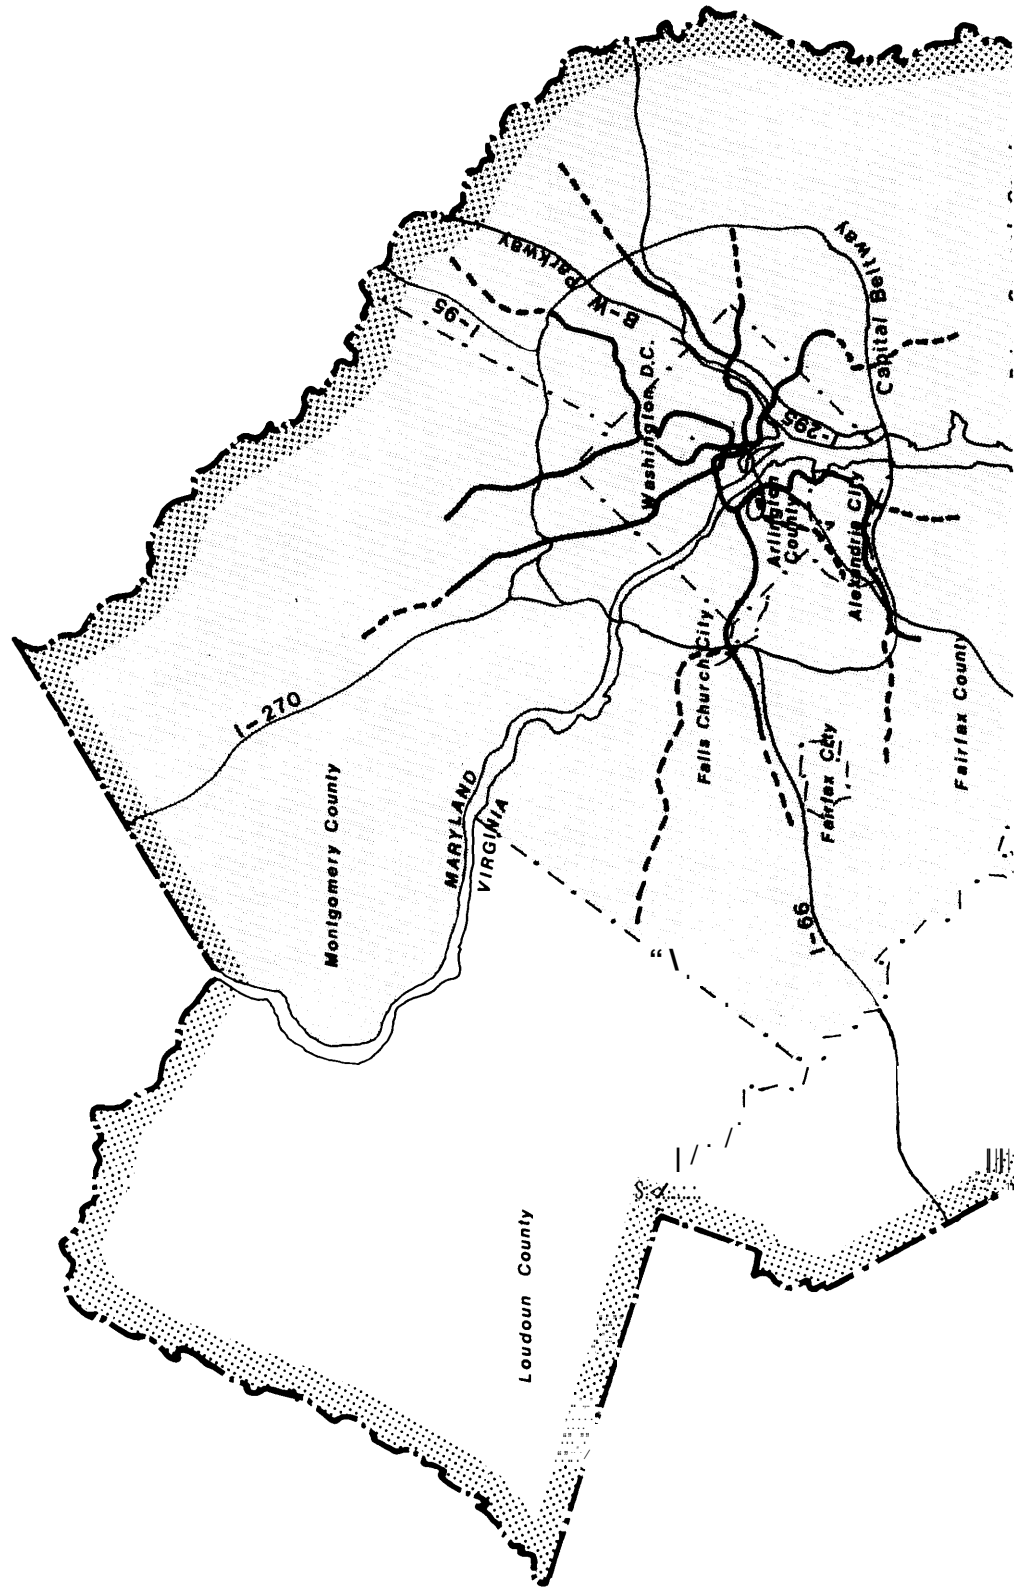 I-95
B-W Parkway
Washington, D.C.
Capital Beltway
I-295
I-270
Arlington
County
Alexandria City
Montgomery County
MARYLAND
VIRGINIA
Falls Church City
Fairfax City
Fairfax County
I-66
Loudoun County